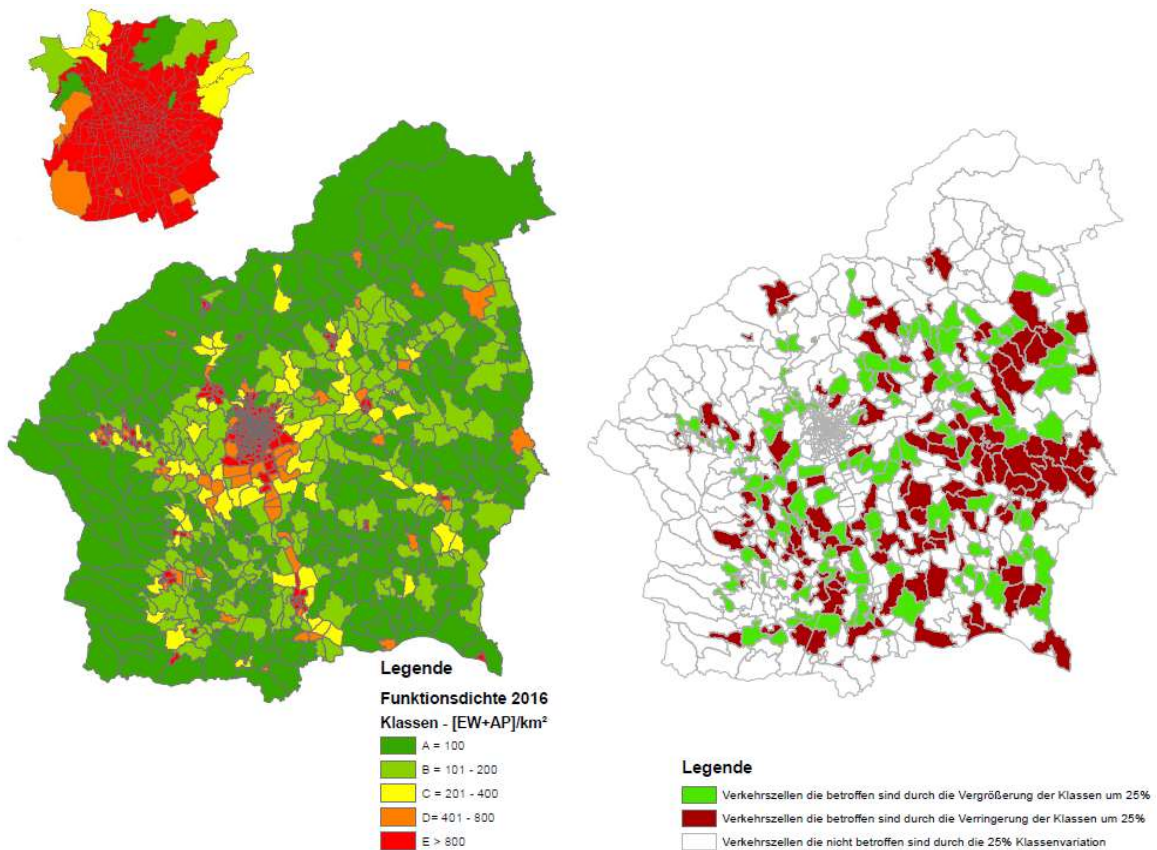 Legende
Funktionsdichte 2016
Klassen - [EW+AP]/km²
A = 100
B = 101 - 200
C = 201 - 400
D= 401 - 800
E > 800
Legende
Verkehrszellen die betroffen sind durch die Vergrößerung der Klassen um 25%
Verkehrszellen die betroffen sind durch die Verringerung der Klassen um 25%
Verkehrszellen die nicht betroffen sind durch die 25% Klassenvariation